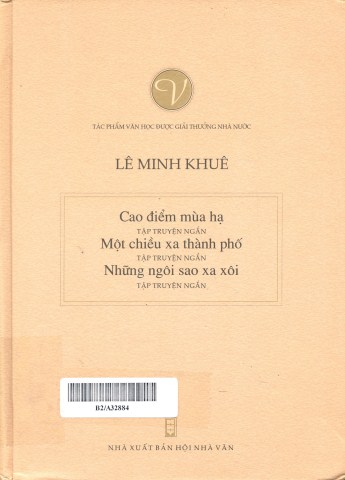 V
TÁC PHẨM VĂN HỌC ĐƯỢC GIẢI THƯỞNG NHÀ NƯỚC
LÊ MINH KHUÊ
Cao điểm mùa hạ
TẬP TRUYỆN NGẮN
Một chiều xa thành phố
TẬP TRUYỆN NGẮN
Những ngôi sao xa xôi
TẬP TRUYỆN NGẮN
B2/A32884
NHÀ XUẤT BẢN HỘI NHÀ VĂN